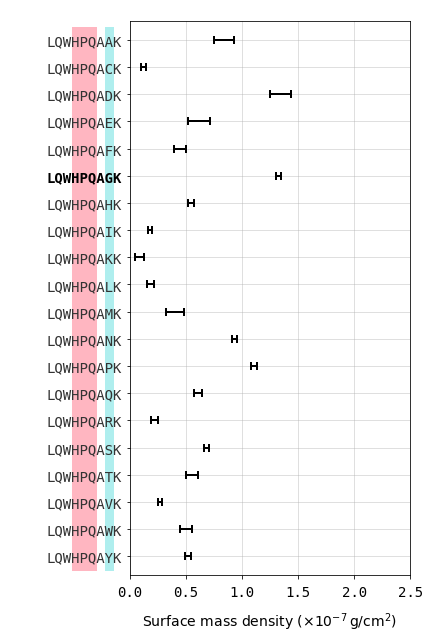 LQWHPQAAK
LQWHPQACK
LQWHPQADK
LQWHPQAEK
LQWHPQAFK
LQWHPQAGK
LQWHPQAHK
LQWHPQAIK
LQWHPQAKK
LQWHPQALK
LQWHPQAMK
LQWHPQANK
LQWHPQAPK
LQWHPQAQK
LQWHPQARK
LQWHPQASK
LQWHPQATK
LQWHPQAVK
LQWHPQAWK
LQWHPQAYK
0.0 0.5 1.0 1.5 2.0 2.5
Surface mass density (×10⁻⁷ g/cm²)